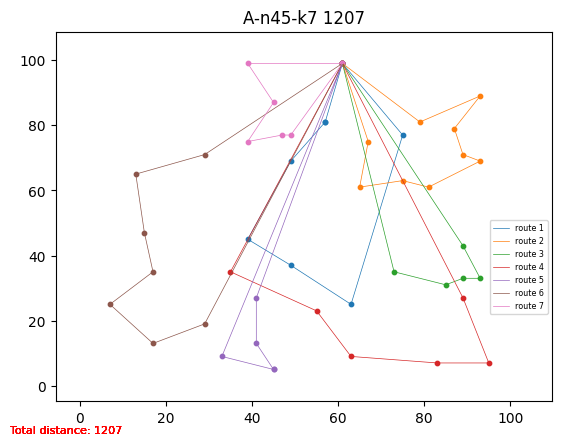 A-n45-k7 1207
100
80
60
40
20
0
route 1
route 2
route 3
route 4
route 5
route 6
route 7
0 20 40 60 80 100
Total distance: 1207